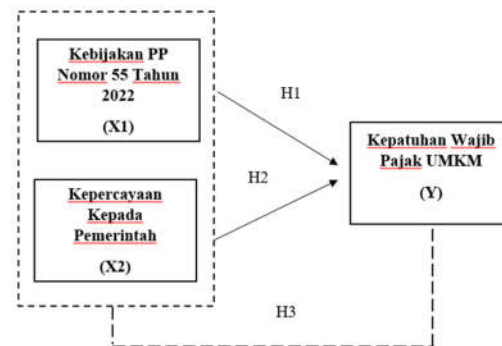 Kebijakan PP
Nomor 55 Tahun
2022
(X1)
H1
Kepercayaan
Kepada
Pemerintah
(X2)
H2
Kepatuhan Wajib
Pajak UMKM
(Y)
H3